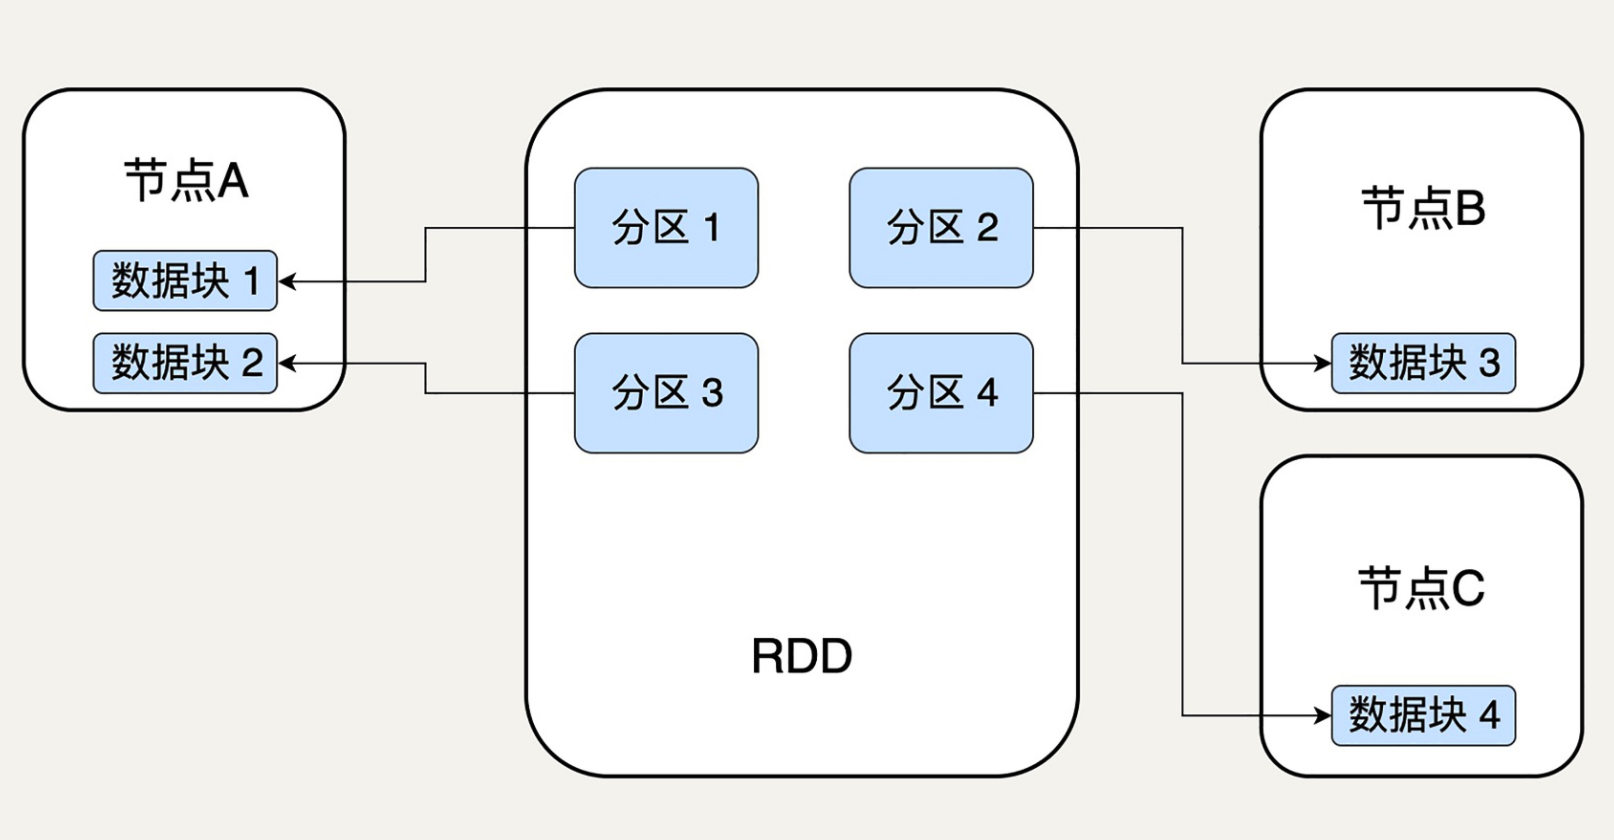 节点A
数据块 1
数据块 2
分区 1
分区 2
分区 3
分区 4
RDD
节点B
数据块 3
节点C
数据块 4